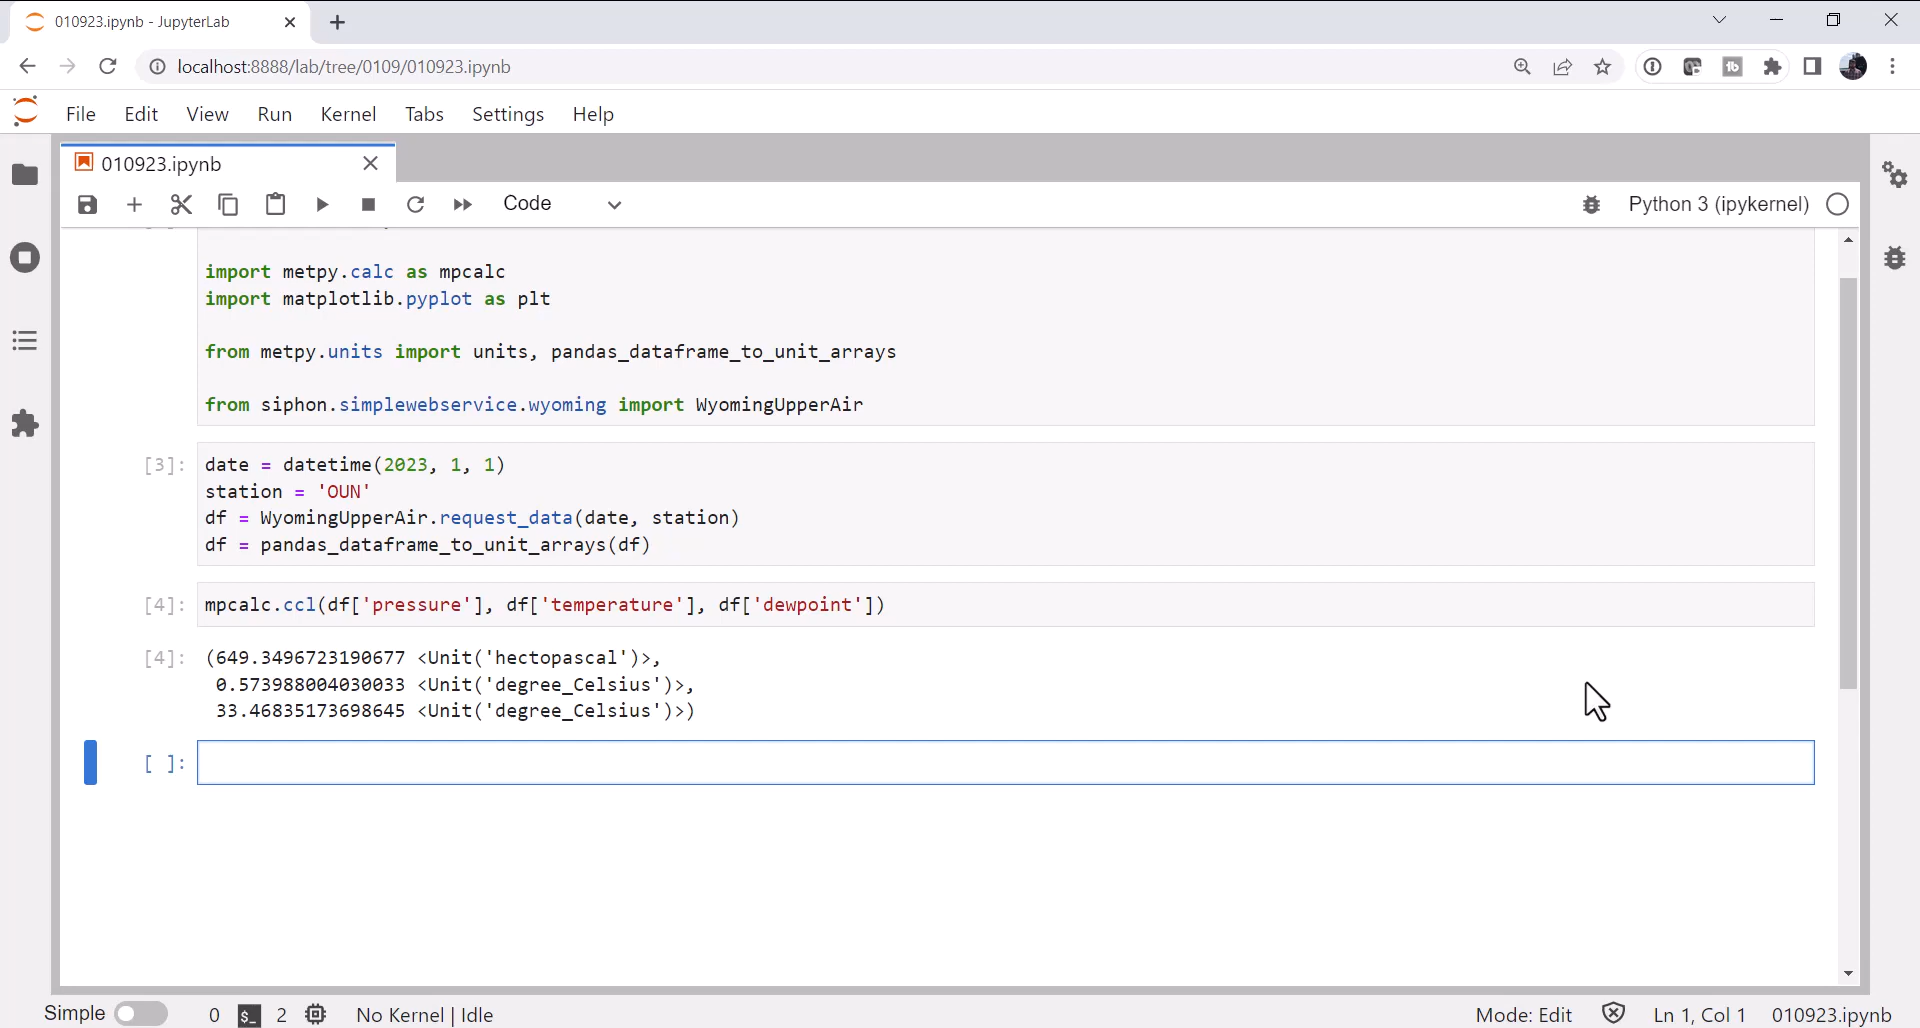 010923.ipynb - JupyterLab
localhost:8888/lab/tree/0109/010923.ipynb
File Edit View Run Kernel Tabs Settings Help
010923.ipynb
Code
Python 3 (ipykernel)
import metpy.calc as mpcalc
import matplotlib.pyplot as plt
from metpy.units import units, pandas_dataframe_to_unit_arrays
from siphon.simplewebservice.wyoming import WyomingUpperAir
[3]: date = datetime(2023, 1, 1)
station = 'OUN'
df = WyomingUpperAir.request_data(date, station)
df = pandas_dataframe_to_unit_arrays(df)
[4]: mpcalc.ccl(df['pressure'], df['temperature'], df['dewpoint'])
[4]: (649.3496723190677 <Unit('hectopascal')>,
0.573988004030033 <Unit('degree_Celsius')>,
33.46835173698645 <Unit('degree_Celsius')>)
[ ]:
Simple 0 $_ 2 No Kernel | Idle Mode: Edit Ln 1, Col 1 010923.ipynb